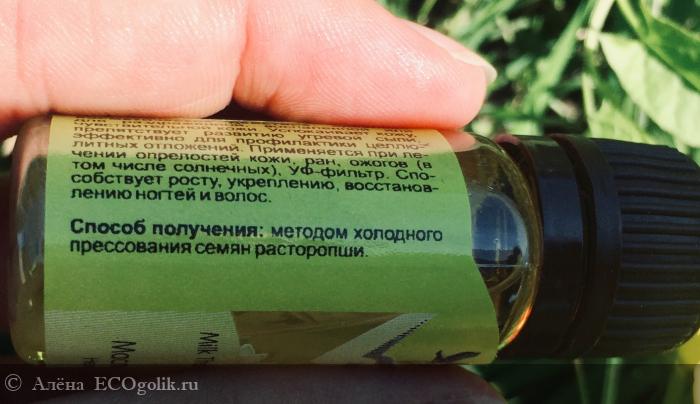 препятствует развитию угревой сыпи,
эффективно для профилактики целлю-
литных отложений. Применяется при ле-
чении опрелостей кожи, ран, ожогов (в
том числе солнечных), Уф-фильтр. Спо-
собствует росту, укреплению, восстанов-
лению ногтей и волос.
Способ получения: методом холодного
прессования семян расторопши.
Milk
© Алёна ECOgolik.ru